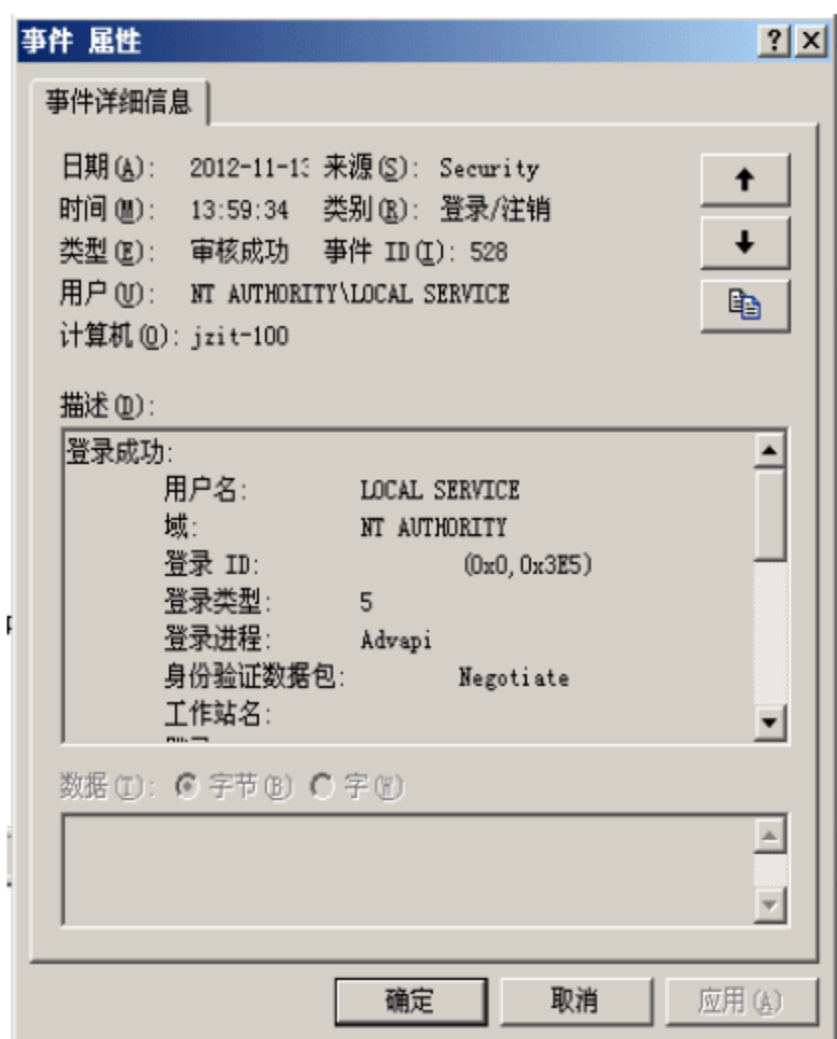 事件 属性
事件详细信息
日期(A): 2012-11-13 来源(S): Security
时间(M): 13:59:34 类别(R): 登录/注销
类型(E): 审核成功 事件 ID(I): 528
用户(U): NT AUTHORITY\LOCAL SERVICE
计算机(O): jzit-100
描述(D):
登录成功:
用户名: LOCAL SERVICE
域: NT AUTHORITY
登录 ID: (0x0,0x3E5)
登录类型: 5
登录进程: Advapi
身份验证数据包: Negotiate
工作站名:
数据(T): 字节(B) 字(W)
确定 取消 应用(A)